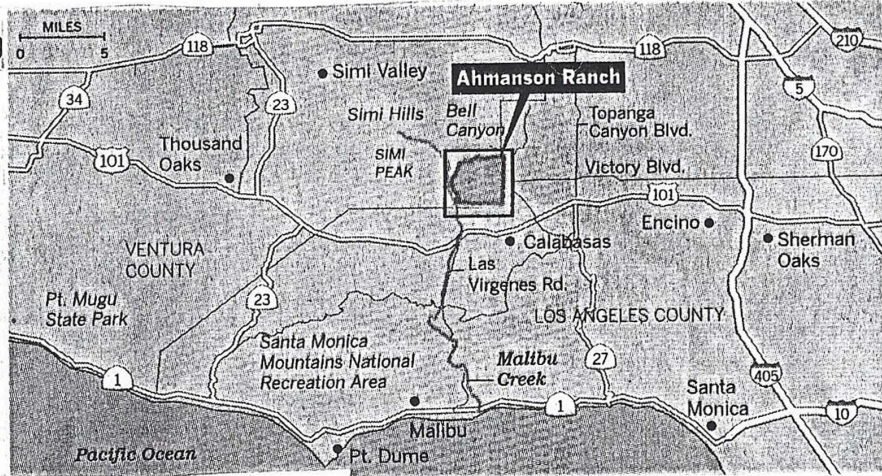 MILES
0 5
118
118
210
Simi Valley
Ahmanson Ranch
5
34
23
Simi Hills
Bell
Canyon
Topanga
Canyon Blvd.
Thousand
Oaks
101
SIMI
PEAK
Victory Blvd.
170
101
Encino
Calabasas
Sherman
Oaks
VENTURA
COUNTY
Las
Virgenes Rd.
23
Pt. Mugu
State Park
LOS ANGELES COUNTY
Santa Monica
Mountains National
Recreation Area
Malibu
Creek
27
1
405
Santa
Monica
1
10
Malibu
Pacific Ocean
Pt. Dume